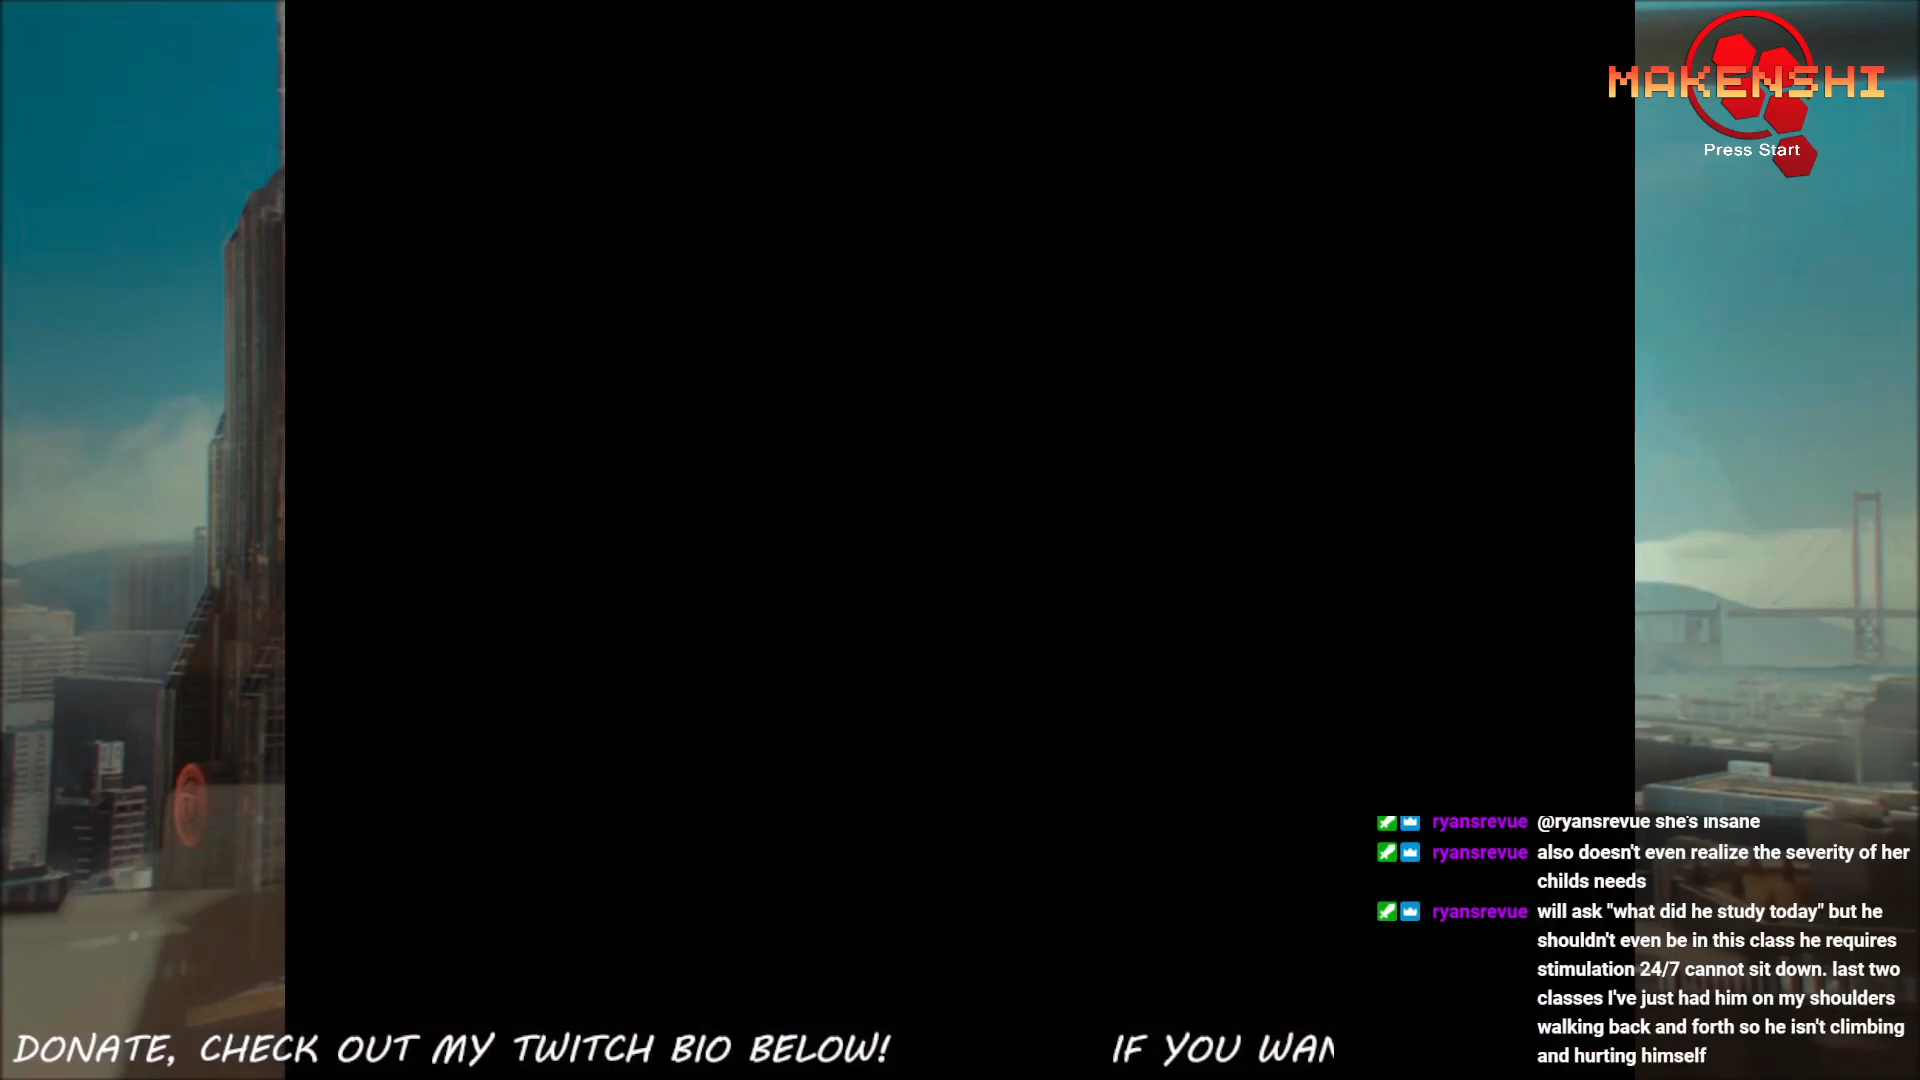 MAKENSHI
Press Start
ryansrevue @ryansrevue she's insane
ryansrevue also doesn't even realize the severity of her
childs needs
ryansrevue will ask "what did he study today" but he
shouldn't even be in this class he requires
stimulation 24/7 cannot sit down. last two
classes I've just had him on my shoulders
walking back and forth so he isn't climbing
and hurting himself
DONATE, CHECK OUT MY TWITCH BIO BELOW! IF YOU WAN